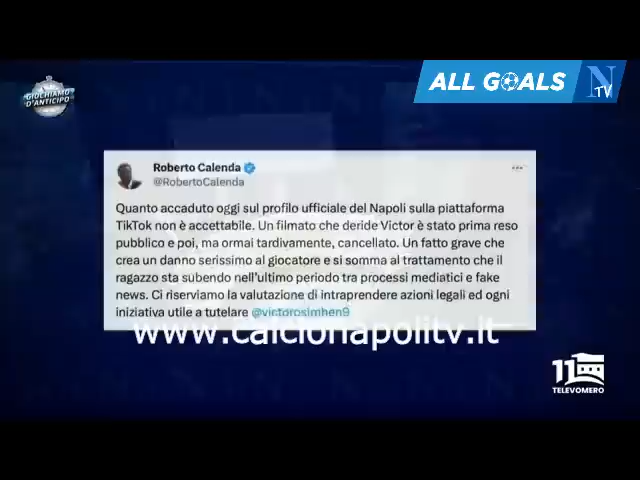 GIOCHIAMO
D'ANTICIPO
ALL GOALS
N
TV
Roberto Calenda
@RobertoCalenda
Quanto accaduto oggi sul profilo ufficiale del Napoli sulla piattaforma
TikTok non è accettabile. Un filmato che deride Victor è stato prima reso
pubblico e poi, ma ormai tardivamente, cancellato. Un fatto grave che
crea un danno serissimo al giocatore e si somma al trattamento che il
ragazzo sta subendo nell'ultimo periodo tra processi mediatici e fake
news. Ci riserviamo la valutazione di intraprendere azioni legali ed ogni
iniziativa utile a tutelare @victorosimhen9
www.calcionapolitv.it
11
TELEVOMERO